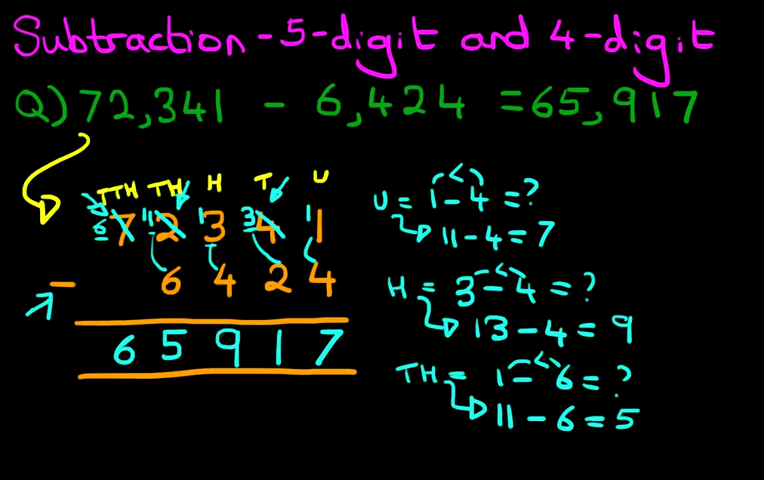 Subtraction - 5-digit and 4-digit
Q) 72,341 - 6,424 = 65,917
TTH TH H T U
6 7 11 2 1 3 3 4 1 1
- 6 4 2 4
6 5 9 1 7
U = 1 - 4 = ?
11 - 4 = 7
H = 3 - 4 = ?
13 - 4 = 9
TH = 1 - 6 = ?
11 - 6 = 5